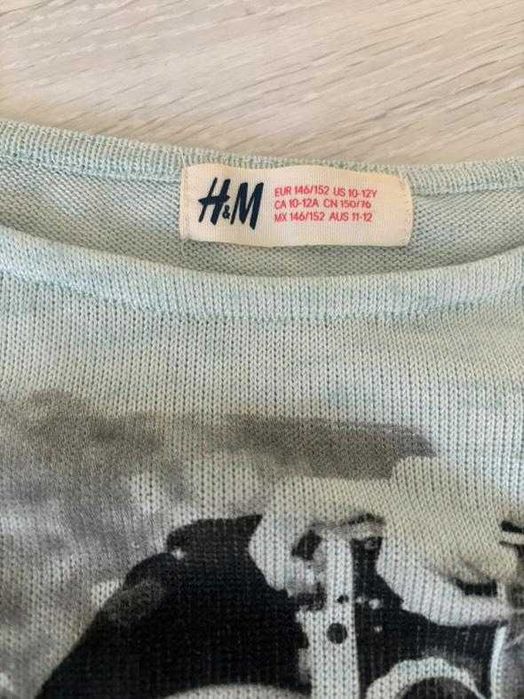 H&M
EUR 146/152 US 10-12Y
CA 10-12A CN 150/76
MX 146/152 AUS 11-12